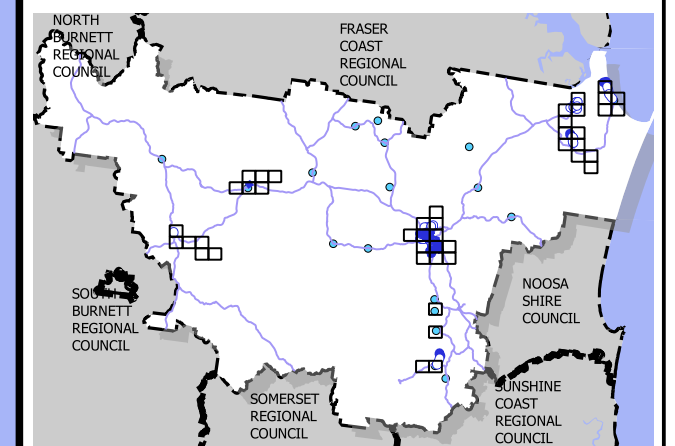 NORTH
BURNETT
REGIONAL
COUNCIL
FRASER
COAST
REGIONAL
COUNCIL
NOOSA
SHIRE
COUNCIL
SOUTH
BURNETT
REGIONAL
COUNCIL
SOMERSET
REGIONAL
COUNCIL
SUNSHINE
COAST
REGIONAL
COUNCIL